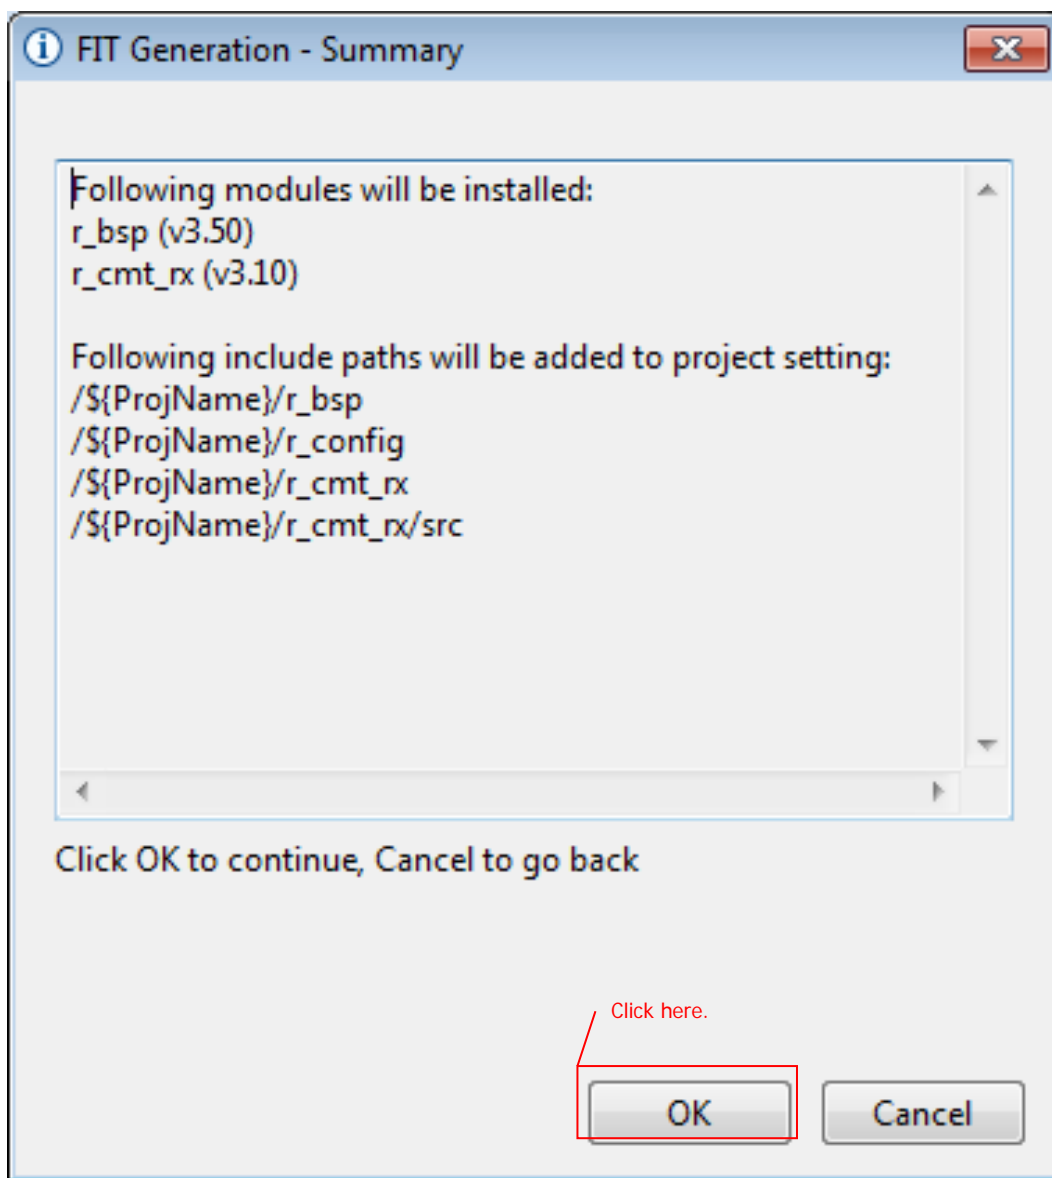 FIT Generation - Summary
Following modules will be installed:
r_bsp (v3.50)
r_cmt_rx (v3.10)
Following include paths will be added to project setting:
/${ProjName}/r_bsp
/${ProjName}/r_config
/${ProjName}/r_cmt_rx
/${ProjName}/r_cmt_rx/src
Click OK to continue, Cancel to go back
Click here.
OK Cancel